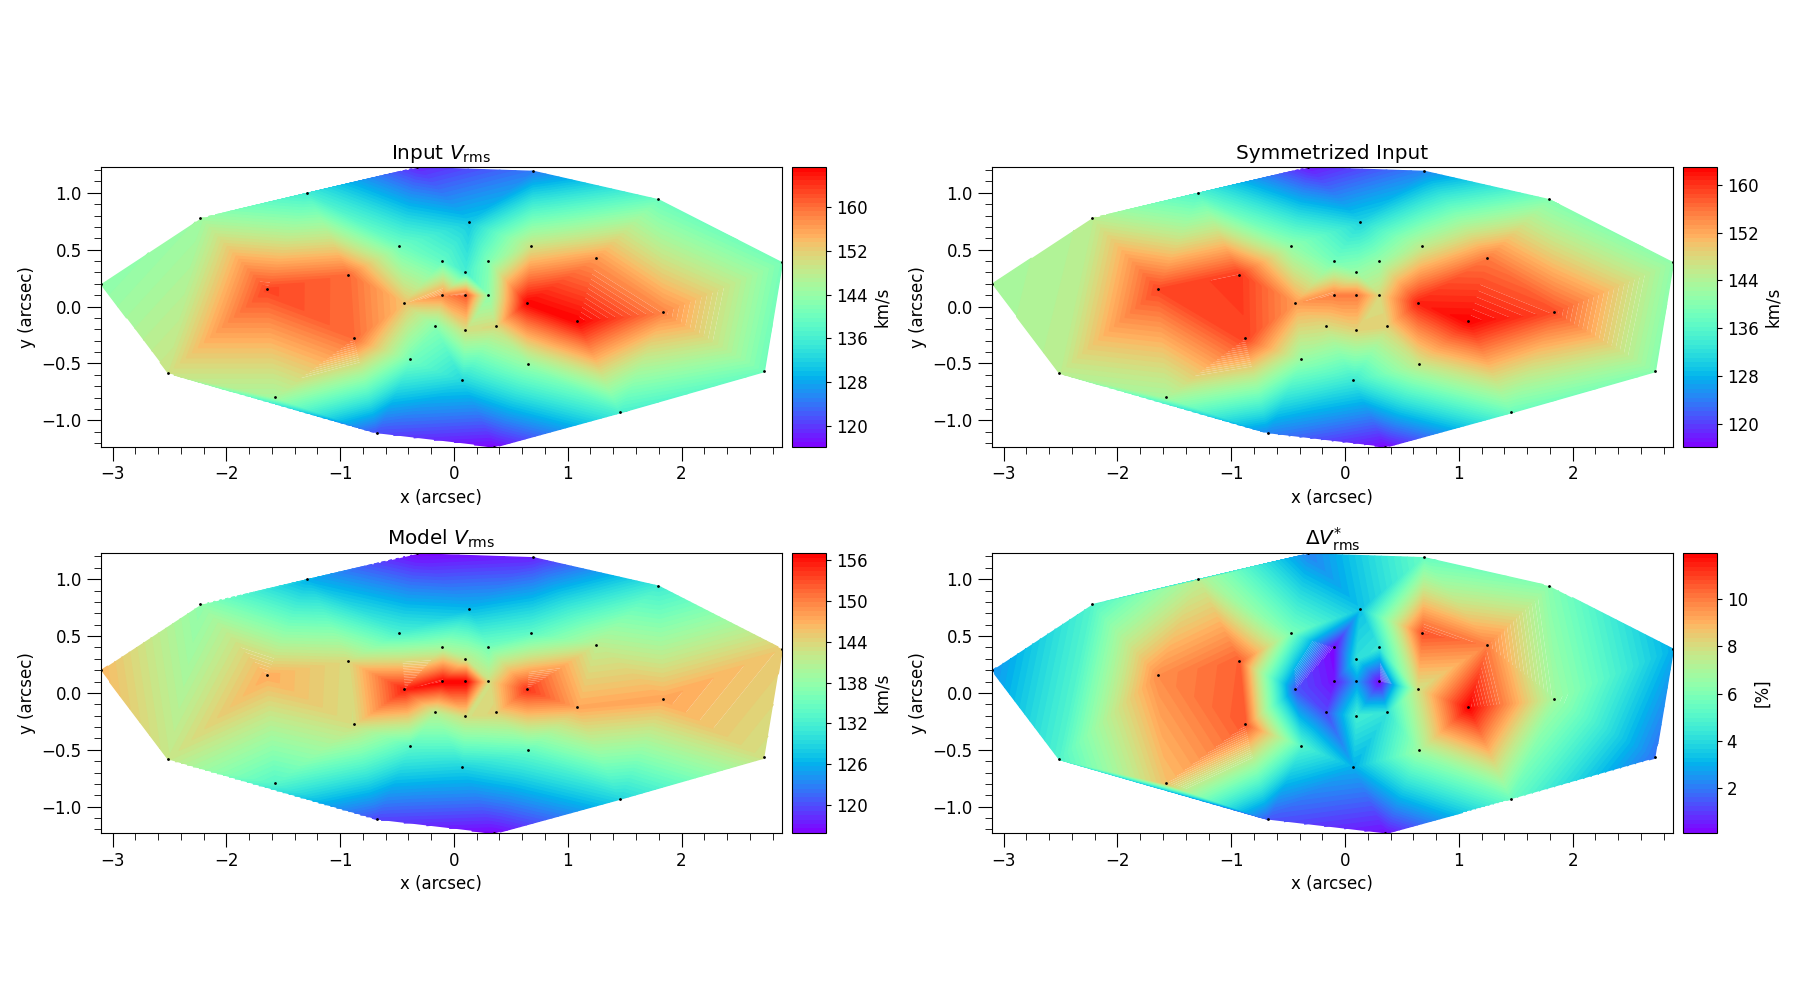 Input V_rms
1.0
0.5
0.0
−0.5
−1.0
y (arcsec)
−3 −2 −1 0 1 2
x (arcsec)
160
152
144
136
128
120
km/s
Symmetrized Input
1.0
0.5
0.0
−0.5
−1.0
y (arcsec)
−3 −2 −1 0 1 2
x (arcsec)
160
152
144
136
128
120
km/s
Model V_rms
1.0
0.5
0.0
−0.5
−1.0
y (arcsec)
−3 −2 −1 0 1 2
x (arcsec)
156
150
144
138
132
126
120
km/s
ΔV*_rms
1.0
0.5
0.0
−0.5
−1.0
y (arcsec)
−3 −2 −1 0 1 2
x (arcsec)
10
8
6
4
2
[%]